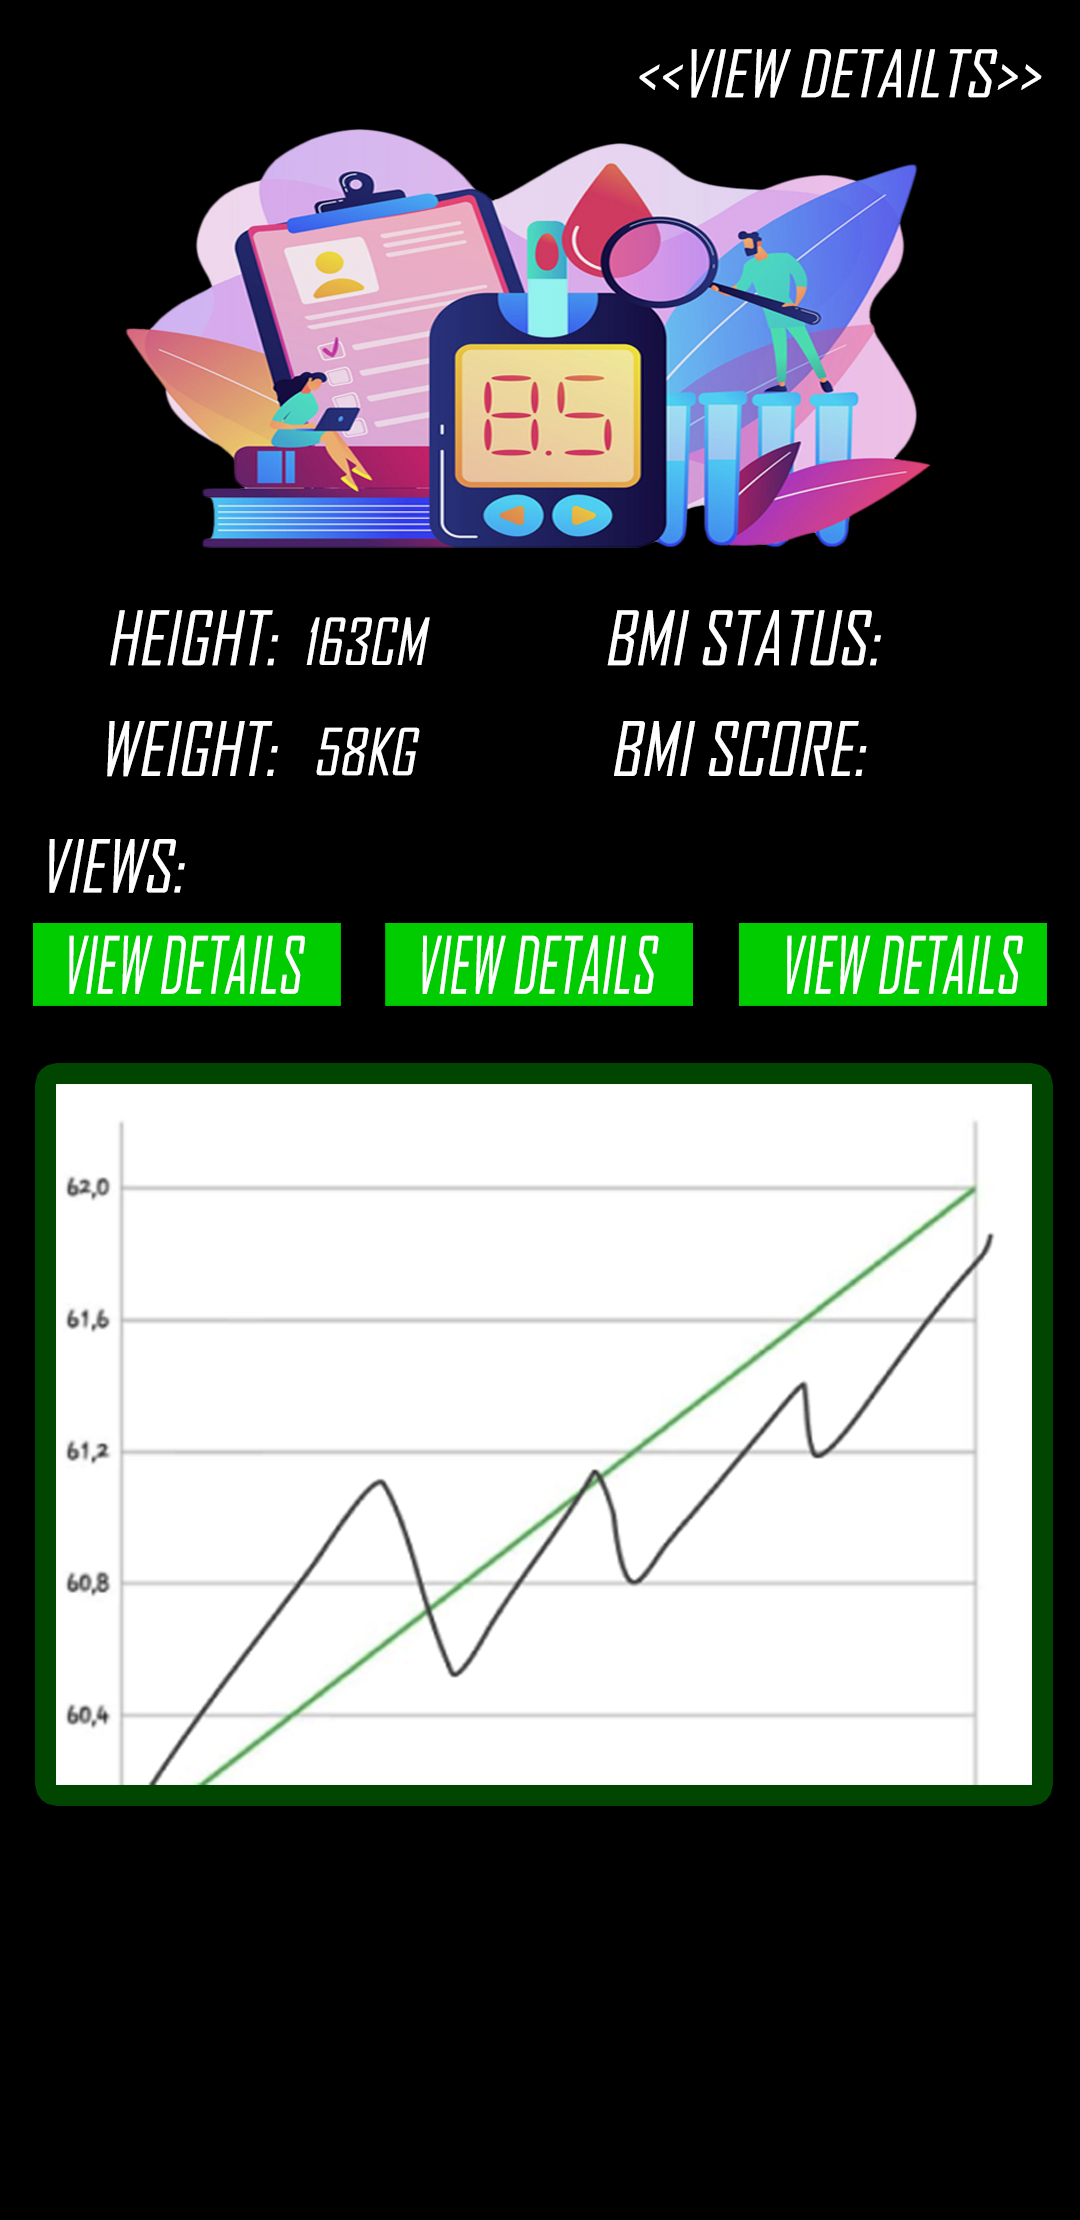 <<VIEW DETAILTS>>
8.5
HEIGHT: 163CM
BMI STATUS:
WEIGHT: 58KG
BMI SCORE:
VIEWS:
VIEW DETAILS
VIEW DETAILS
VIEW DETAILS
62,0
61,6
61,2
60,8
60,4